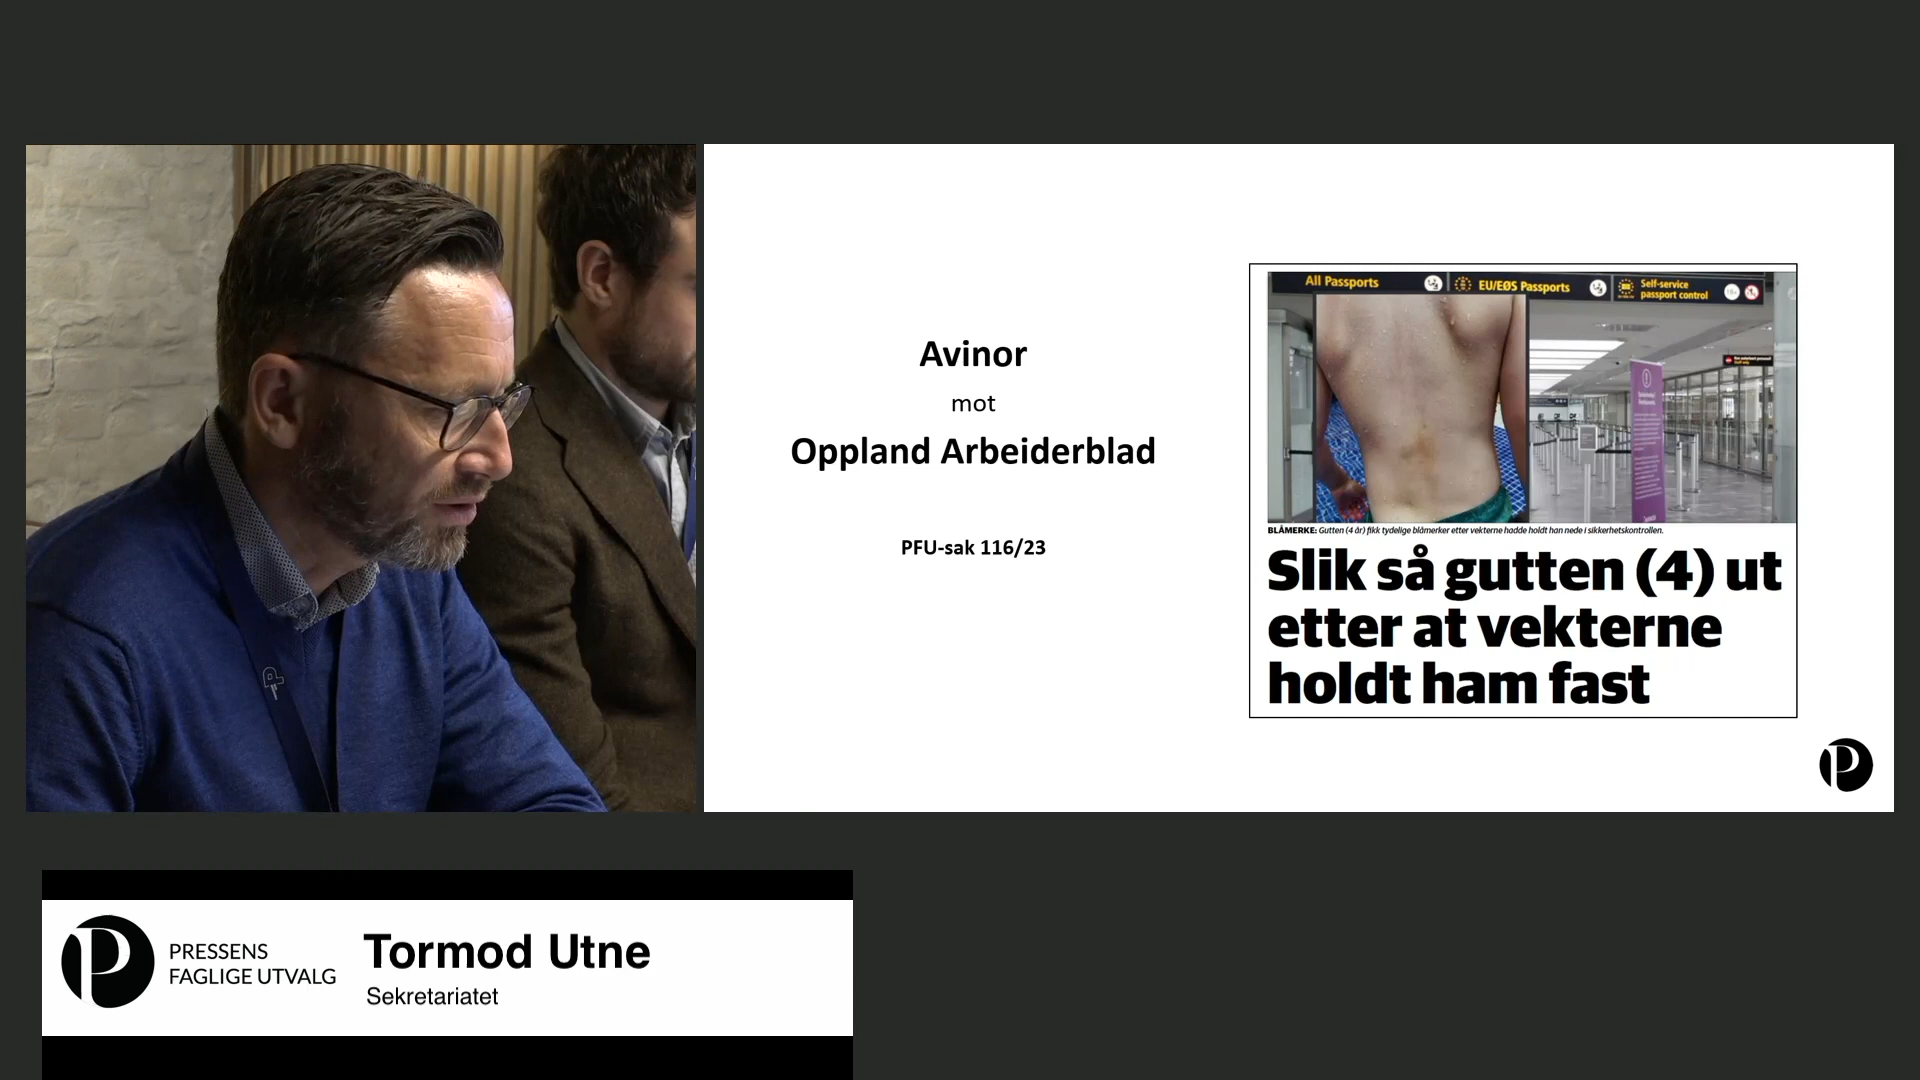 Avinor
mot
Oppland Arbeiderblad
PFU-sak 116/23
All Passports
EU/EØS Passports
Self-service
passport control
BLÅMERKE: Gutten (4 år) fikk tydelige blåmerker etter vekterne hadde holdt han nede i sikkerhetskontrollen.
Slik så gutten (4) ut
etter at vekterne
holdt ham fast
PRESSENS
FAGLIGE UTVALG
Tormod Utne
Sekretariatet